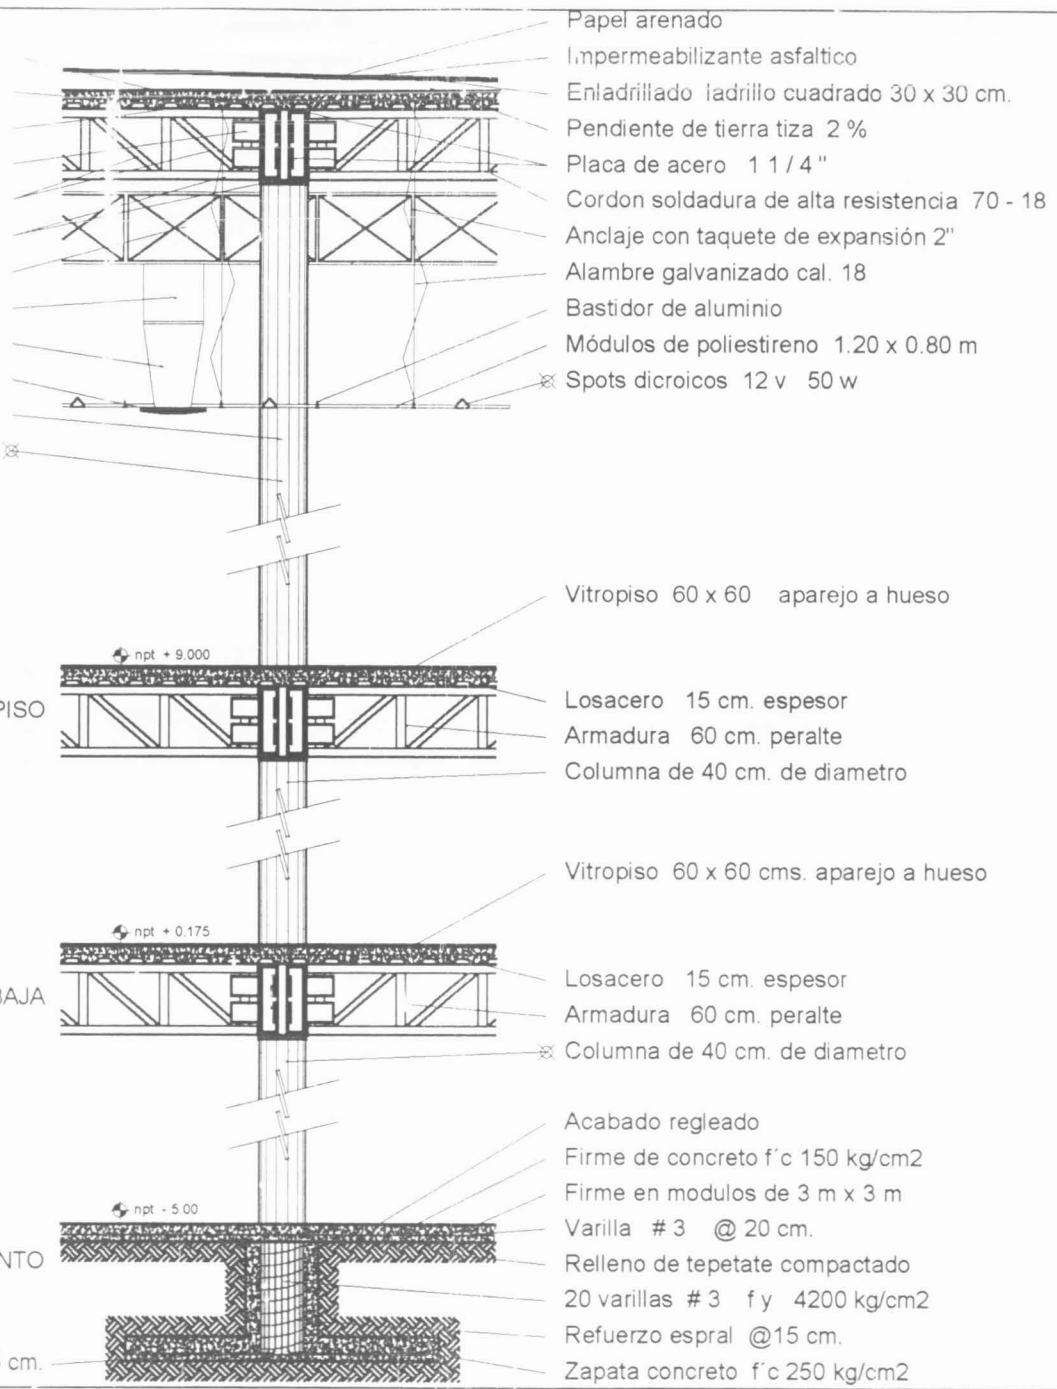 Papel arenado
Impermeabilizante asfaltico
Enladrillado ladrillo cuadrado 30 x 30 cm.
Pendiente de tierra tiza 2 %
Placa de acero 1 1 / 4 "
Cordon soldadura de alta resistencia 70 - 18
Anclaje con taquete de expansión 2"
Alambre galvanizado cal. 18
Bastidor de aluminio
Módulos de poliestireno 1.20 x 0.80 m
Spots dicroicos 12 v 50 w
Vitropiso 60 x 60 aparejo a hueso
npt + 9.000
PISO
Losacero 15 cm. espesor
Armadura 60 cm. peralte
Columna de 40 cm. de diametro
Vitropiso 60 x 60 cms. aparejo a hueso
npt + 0.175
BAJA
Losacero 15 cm. espesor
Armadura 60 cm. peralte
Columna de 40 cm. de diametro
Acabado regleado
Firme de concreto f´c 150 kg/cm2
Firme en modulos de 3 m x 3 m
npt - 5.00
Varilla # 3 @ 20 cm.
NTO
Relleno de tepetate compactado
20 varillas # 3 f y 4200 kg/cm2
Refuerzo espral @15 cm.
cm.
Zapata concreto f´c 250 kg/cm2